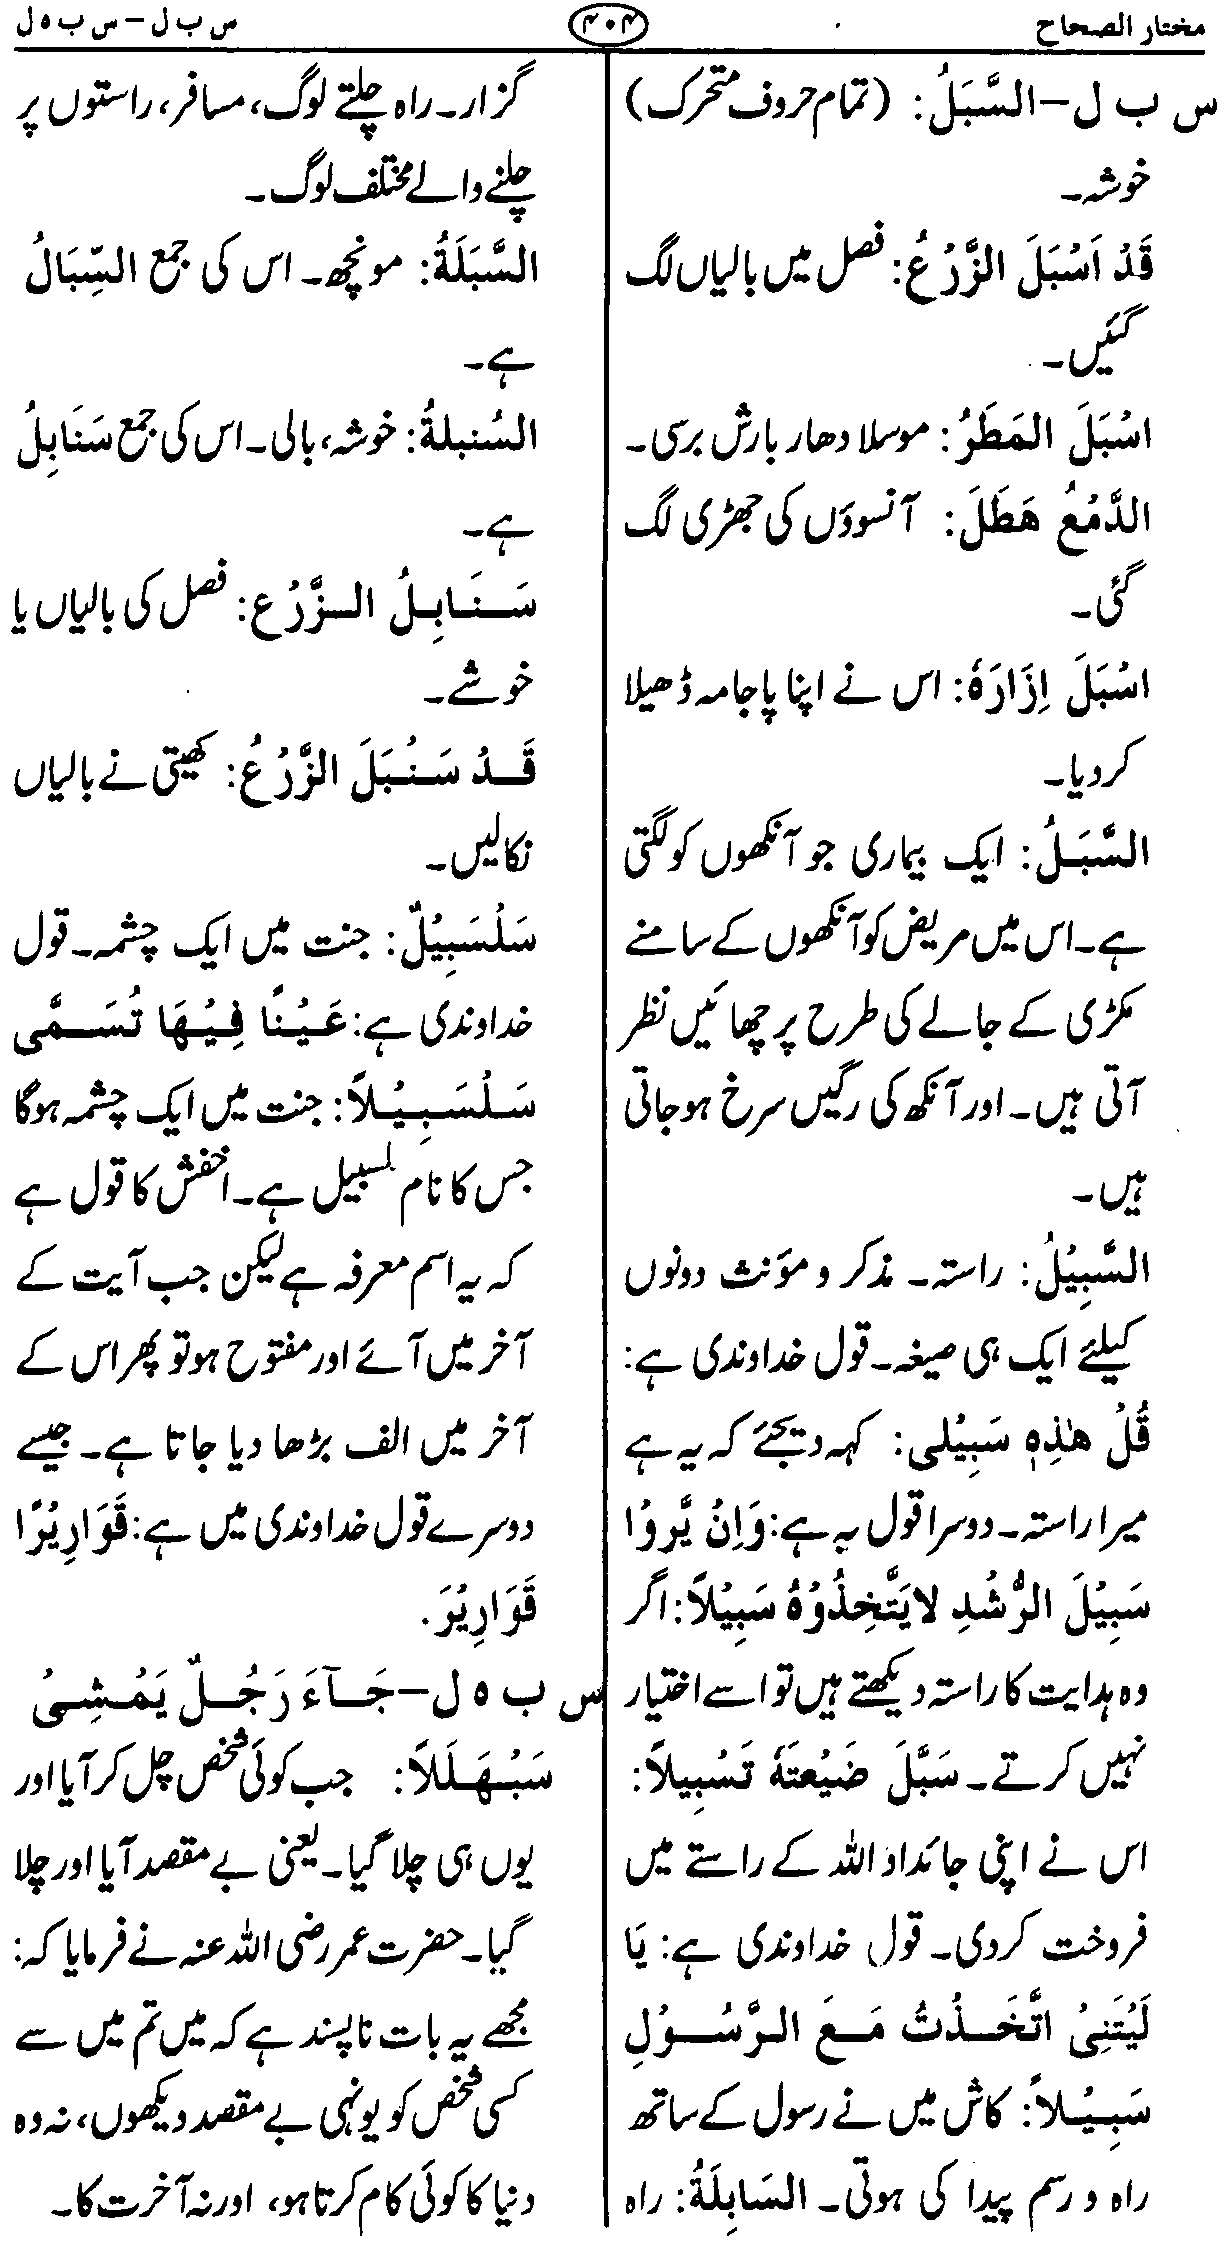 مختار الصحاح
۴۰۴
س ب ل – س ب ہ ل
س ب ل–السَّبَلُ: (تمام حروف متحرک)
خوشہ۔
قَدْ اَسْبَلَ الزَّرْعُ: فصل میں بالیاں لگ
گئیں۔
اسْبَلَ المَطَرُ: موسلا دھار بارش برسی۔
الدَّمْعُ هَطَلَ: آنسوؤں کی جھڑی لگ
گئی۔
اسْبَلَ اِزَارَهٗ: اس نے اپنا پاجامہ ڈھیلا
کردیا۔
السَّبَلُ: ایک بیماری جو آنکھوں کو لگتی
ہے۔ اس میں مریض کو آنکھوں کے سامنے
مکڑی کے جالے کی طرح پرچھائیں نظر
آتی ہیں۔ اور آنکھ کی رگیں سرخ ہوجاتی
ہیں۔
السَّبِیْلُ: راستہ۔ مذکر و مؤنث دونوں
کیلئے ایک ہی صیغہ۔ قول خداوندی ہے:
قُلْ هٰذِهٖ سَبِیْلی: کہہ دیجئے کہ یہ ہے
میرا راستہ۔ دوسرا قول یہ ہے: وَاِنْ یَّرَوْا
سَبِیْلَ الرُّشْدِ لایَتَّخِذُوْهُ سَبِیْلاً: اگر
وہ ہدایت کا راستہ دیکھتے ہیں تو اسے اختیار
نہیں کرتے۔ سَبَّلَ ضَیْعتَهٗ تَسْبِیلاً:
اس نے اپنی جائداد اللہ کے راستے میں
فروخت کردی۔ قول خداوندی ہے: یَا
لَیْتَنِیْ اتَّخَذْتُ مَعَ الرَّسُوْلِ
سَبِیْلاً: کاش میں نے رسول کے ساتھ
راہ و رسم پیدا کی ہوتی۔ السَابِلَةُ: راہ
گزار۔ راہ چلتے لوگ، مسافر، راستوں پر
چلنے والے مختلف لوگ۔
السَّبَلَةُ: مونچھ۔ اس کی جمع السِّبَالُ
ہے۔
السُنبلةُ: خوشہ، بالی۔ اس کی جمع سَنَابِلُ
ہے۔
سَنَابِلُ الزَّرْعِ: فصل کی بالیاں یا
خوشے۔
قَدْ سَنْبَلَ الزَّرْعُ: کھیتی نے بالیاں
نکالیں۔
سَلْسَبِیْلٌ: جنت میں ایک چشمہ۔ قول
خداوندی ہے: عَیْنًا فِیْهَا تُسَمّٰی
سَلْسَبِیْلاً: جنت میں ایک چشمہ ہوگا
جس کا نام سلسبیل ہے۔ اخفش کا قول ہے
کہ یہ اسم معرفہ ہے لیکن جب آیت کے
آخر میں آئے اور مفتوح ہو تو پھر اس کے
آخر میں الف بڑھا دیا جاتا ہے۔ جیسے
دوسرے قول خداوندی میں ہے: قَوَارِیْرًا
قَوَارِیْرَ.
س ب ہ ل–جَآءَ رَجُلٌ یَمْشِیْ
سَبْهَلَلاً: جب کوئی شخص چل کر آیا اور
یوں ہی چلا گیا۔ یعنی بے مقصد آیا اور چلا
گیا۔ حضرت عمر رضی اللہ عنہ نے فرمایا کہ:
مجھے یہ بات ناپسند ہے کہ میں تم میں سے
کسی شخص کو یونہی بے مقصد دیکھوں، نہ وہ
دنیا کا کوئی کام کرتا ہو، اور نہ آخرت کا۔